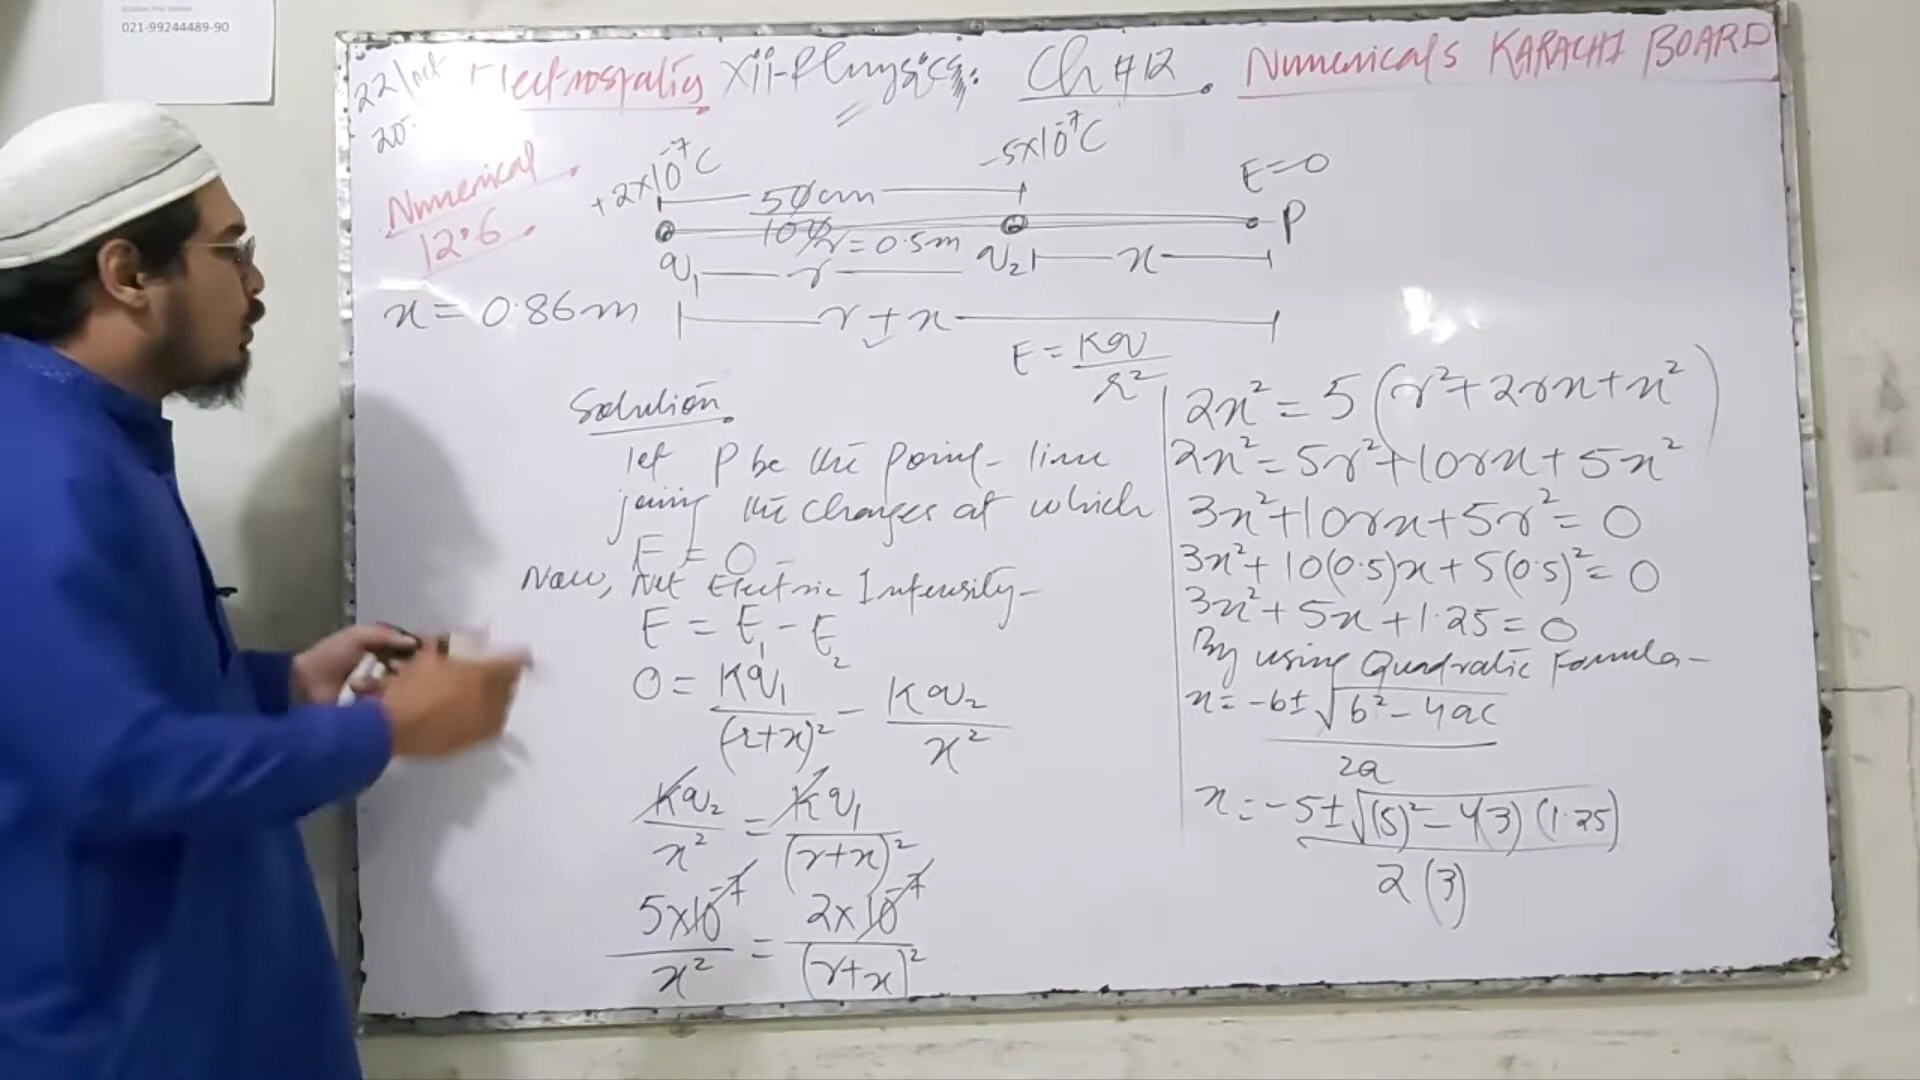 021-99244489-90
22/oct Electrostatics XII-Physics. Ch #12. Numericals KARACHI BOARD
Numerical 12.6.
+2×10⁻⁷C
-5×10⁻⁷C
E=0
50cm
100
r=0.5m
q₁ r q₂ x P
r+x
x=0.86m
E = Kq/r²
Solution.
let P be the point line
joining the charges at which
E = 0
Now, Net Electric Intensity-
E = E₁ - E₂
0 = Kq₁/(r+x)² - Kq₂/x²
Kq₂/x² = Kq₁/(r+x)²
5×10⁻⁷/x² = 2×10⁻⁷/(r+x)²
2x² = 5(r²+2rx+x²)
2x² = 5r²+10rx+5x²
3x²+10rx+5r² = 0
3x²+10(0.5)x+5(0.5)² = 0
3x²+5x+1.25 = 0
By using Quadratic Formula-
x = -b±√b²-4ac/2a
x = -5±√(5)²-4(3)(1.25)/2(3)